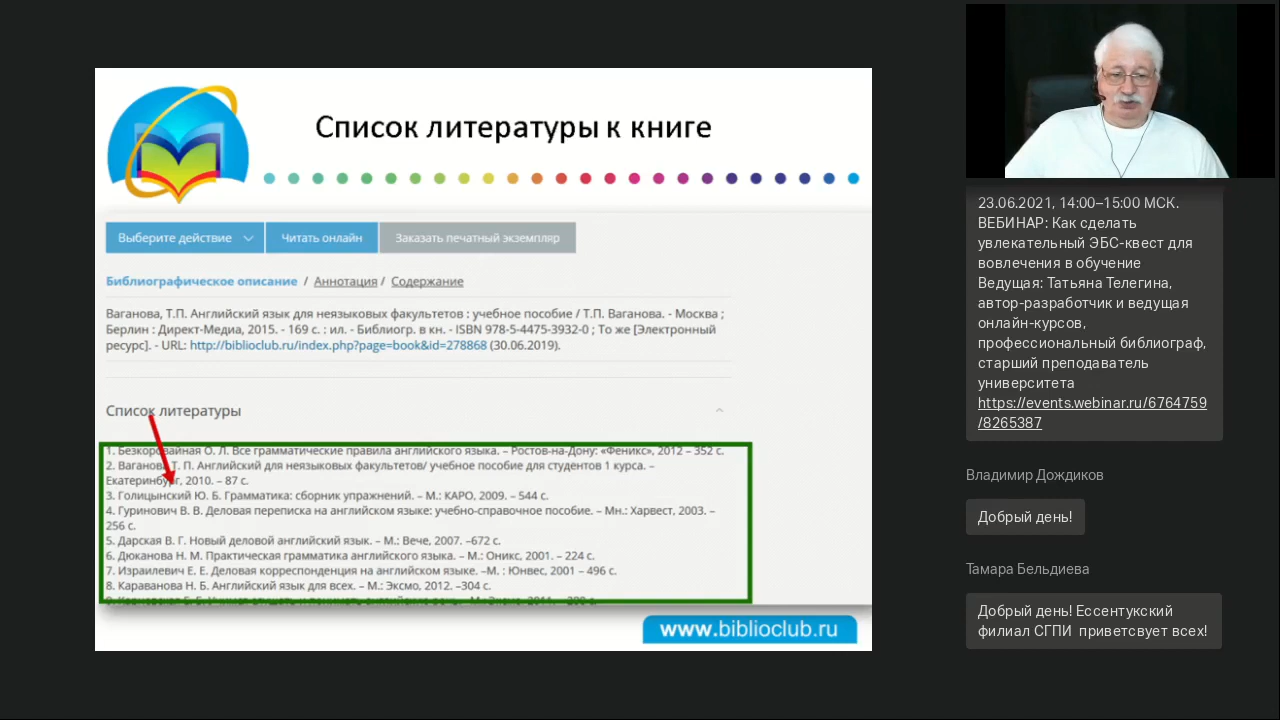 Список литературы к книге
Выберите действие
Читать онлайн
Заказать печатный экземпляр
Библиографическое описание / Аннотация / Содержание
Ваганова, Т.П. Английский язык для неязыковых факультетов : учебное пособие / Т.П. Ваганова. - Москва ;
Берлин : Директ-Медиа, 2015. - 169 с. : ил. - Библиогр. в кн. - ISBN 978-5-4475-3932-0 ; То же [Электронный
ресурс]. - URL: http://biblioclub.ru/index.php?page=book&id=278868 (30.06.2019).
Список литературы
1. Безкоровайная О. Л. Все грамматические правила английского языка. – Ростов-на-Дону: «Феникс», 2012 – 352 с.
2. Ваганова Т. П. Английский для неязыковых факультетов/ учебное пособие для студентов 1 курса. –
Екатеринбург, 2010. – 87 с.
3. Голицынский Ю. Б. Грамматика: сборник упражнений. – М.: КАРО, 2009. – 544 с.
4. Гуринович В. В. Деловая переписка на английском языке: учебно-справочное пособие. – Мн.: Харвест, 2003. –
256 с.
5. Дарская В. Г. Новый деловой английский язык. – М.: Вече, 2007. –672 с.
6. Дюканова Н. М. Практическая грамматика английского языка. – М.: Оникс, 2001. – 224 с.
7. Израилевич Е. Е. Деловая корреспонденция на английском языке. –М. : Юнвес, 2001 – 496 с.
8. Караванова Н. Б. Английский язык для всех. – М.: Эксмо, 2012. –304 с.
www.biblioclub.ru
23.06.2021, 14:00–15:00 МСК.
ВЕБИНАР: Как сделать
увлекательный ЭБС-квест для
вовлечения в обучение
Ведущая: Татьяна Телегина,
автор-разработчик и ведущая
онлайн-курсов,
профессиональный библиограф,
старший преподаватель
университета
https://events.webinar.ru/6764759
/8265387
Владимир Дождиков
Добрый день!
Тамара Бельдиева
Добрый день! Ессентукский
филиал СГПИ приветсвует всех!